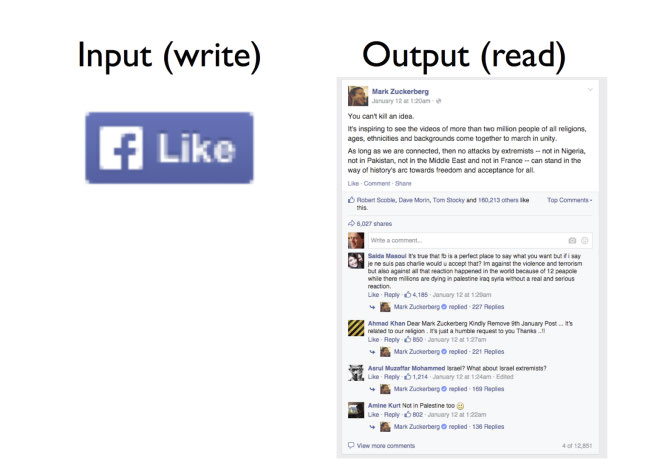 Input (write)
Output (read)
Like
Mark Zuckerberg
January 12 at 1:20am ·
You can't kill an idea.
It's inspiring to see the videos of more than two million people of all religions,
ages, ethnicities and backgrounds come together to march in unity.
As long as we are connected, then no attacks by extremists -- not in Nigeria,
not in Pakistan, not in the Middle East and not in France -- can stand in the
way of history's arc towards freedom and acceptance for all.
Like · Comment · Share
Robert Scoble, Dave Morin, Tom Stocky and 160,213 others like
this.
Top Comments
6,027 shares
Write a comment...
Saida Maaoui It's true that fb is a perfect place to say what you want but if i say
je ne suis pas charlie would u accept that? Im against the violence and terrorism
but also against all that reaction happened in the world because of 12 peapole
while there millions are dying in palestine iraq syria without a real and serious
reaction.
Like · Reply · 4,185 · January 12 at 1:29am
Mark Zuckerberg replied · 227 Replies
Ahmad Khan Dear Mark Zuckerberg Kindly Remove 9th January Post ... It's
related to our religion . It's just a humble request to you Thanks ..!!
Like · Reply · 850 · January 12 at 1:27am
Mark Zuckerberg replied · 221 Replies
Asrul Muzaffar Mohammed Israel? What about Israel extremists?
Like · Reply · 1,214 · January 12 at 1:24am · Edited
Mark Zuckerberg replied · 169 Replies
Amine Kurt Not in Palestine too
Like · Reply · 802 · January 12 at 1:22am
Mark Zuckerberg replied · 136 Replies
View more comments
4 of 12,851